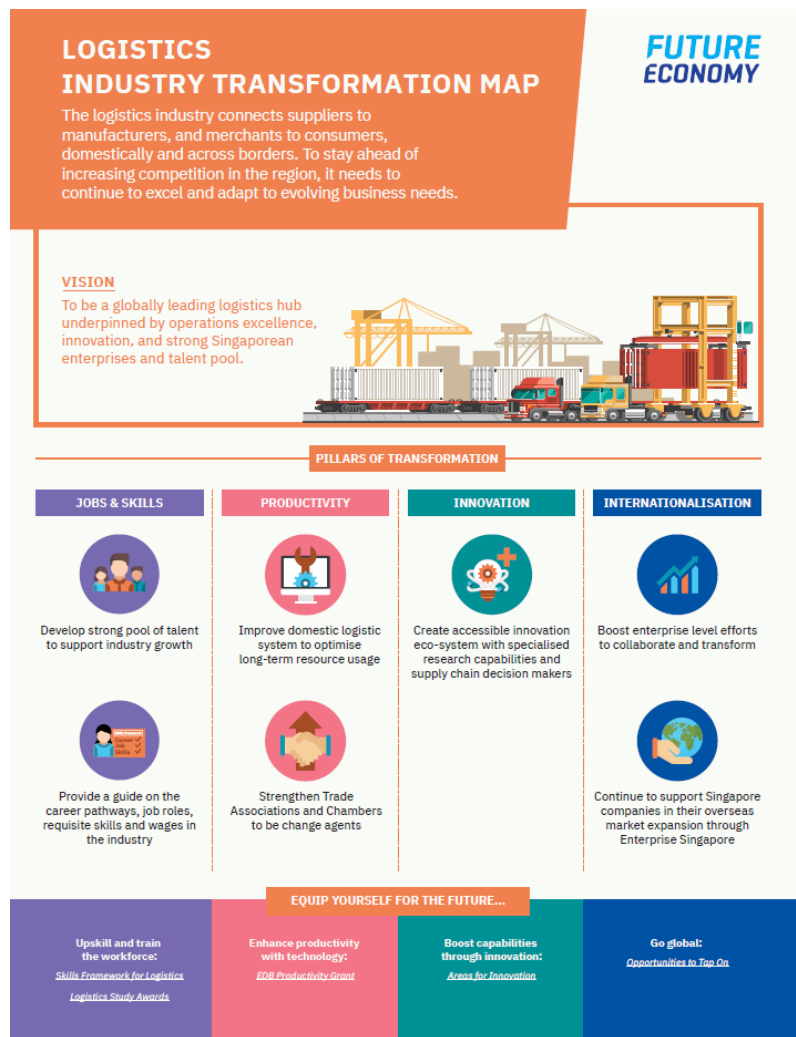 LOGISTICS
INDUSTRY TRANSFORMATION MAP
The logistics industry connects suppliers to
manufacturers, and merchants to consumers,
domestically and across borders. To stay ahead of
increasing competition in the region, it needs to
continue to excel and adapt to evolving business needs.
FUTURE
ECONOMY
VISION
To be a globally leading logistics hub
underpinned by operations excellence,
innovation, and strong Singaporean
enterprises and talent pool.
PILLARS OF TRANSFORMATION
JOBS & SKILLS
Develop strong pool of talent
to support industry growth
Career
Job
Skills
Provide a guide on the
career pathways, job roles,
requisite skills and wages in
the industry
PRODUCTIVITY
Improve domestic logistic
system to optimise
long-term resource usage
Strengthen Trade
Associations and Chambers
to be change agents
INNOVATION
Create accessible innovation
eco-system with specialised
research capabilities and
supply chain decision makers
INTERNATIONALISATION
Boost enterprise level efforts
to collaborate and transform
Continue to support Singapore
companies in their overseas
market expansion through
Enterprise Singapore
EQUIP YOURSELF FOR THE FUTURE...
Upskill and train
the workforce:
Skills Framework for Logistics
Logistics Study Awards
Enhance productivity
with technology:
EDB Productivity Grant
Boost capabilities
through innovation:
Areas for Innovation
Go global:
Opportunities to Tap On